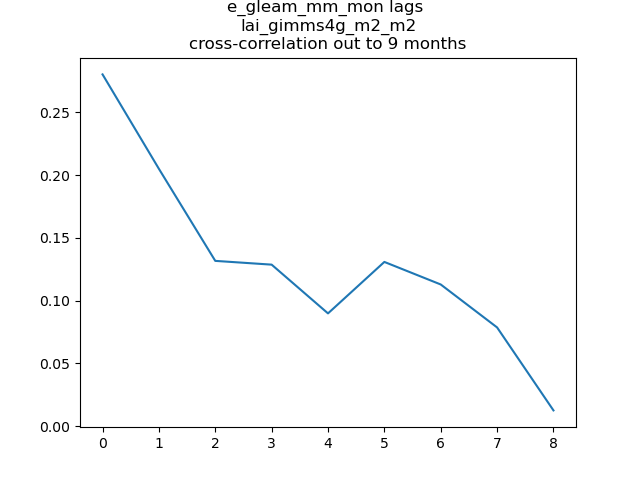 e_gleam_mm_mon lags
lai_gimms4g_m2_m2
cross-correlation out to 9 months
0.25
0.20
0.15
0.10
0.05
0.00
0 1 2 3 4 5 6 7 8